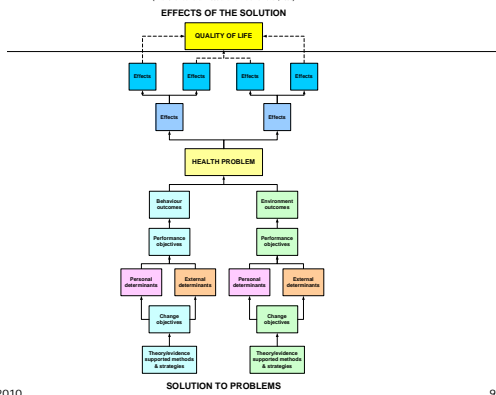 EFFECTS OF THE SOLUTION
QUALITY OF LIFE
Effects Effects Effects Effects
Effects Effects
HEALTH PROBLEM
Behaviour outcomes Environment outcomes
Performance objectives Performance objectives
Personal determinants External determinants Personal determinants External determinants
Change objectives Change objectives
Theory/evidence supported methods & strategies Theory/evidence supported methods & strategies
SOLUTION TO PROBLEMS
2010 9